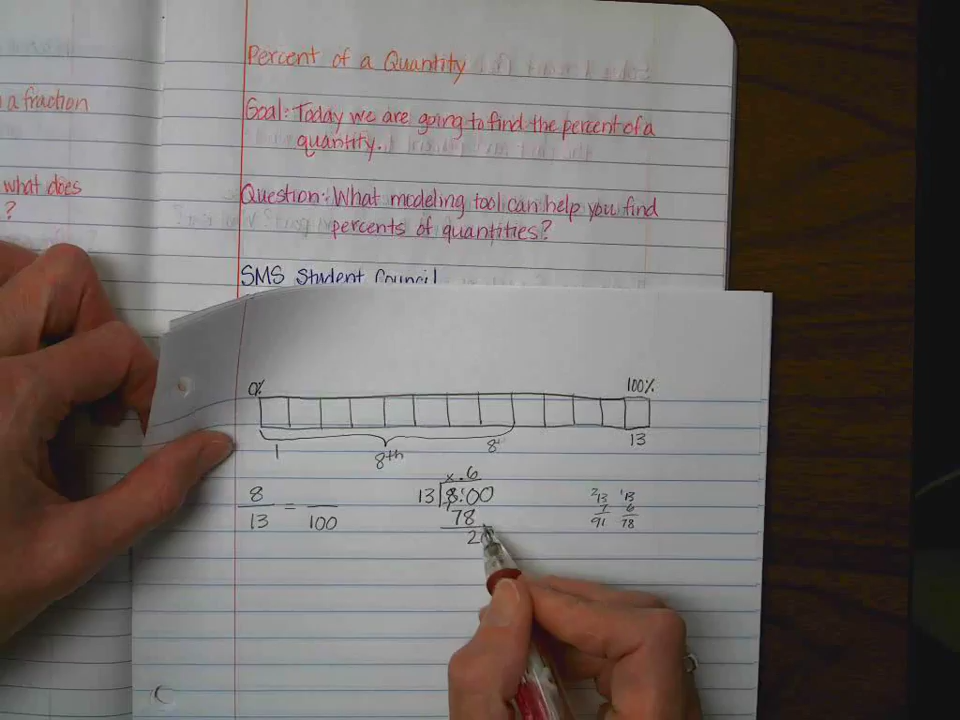 Percent of a Quantity
n a fraction
Goal: Today we are going to find the percent of a
quantity.
what does
?
Question: What modeling tool can help you find
percents of quantities?
SMS Student Council
0% 100%
1 8th 8 13
8/13 = /100
x.6
13 8.00
78
2
13 13
7 6
91 78